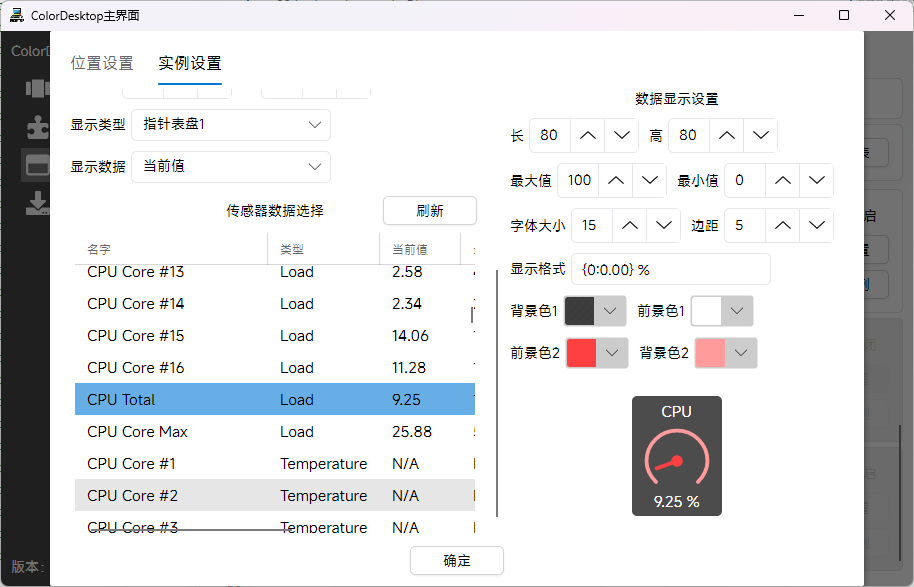 ColorDesktop主界面
ColorD
位置设置 实例设置
显示类型 指针表盘1
显示数据 当前值
传感器数据选择 刷新
名字 类型 当前值
CPU Core #13 Load 2.58
CPU Core #14 Load 2.34
CPU Core #15 Load 14.06
CPU Core #16 Load 11.28
CPU Total Load 9.25
CPU Core Max Load 25.88
CPU Core #1 Temperature N/A
CPU Core #2 Temperature N/A
CPU Core #3 Temperature N/A
数据显示设置
长 80 高 80
最大值 100 最小值 0
字体大小 15 边距 5
显示格式 {0:0.00} %
背景色1 前景色1
前景色2 背景色2
CPU
9.25 %
确定
版本:
启